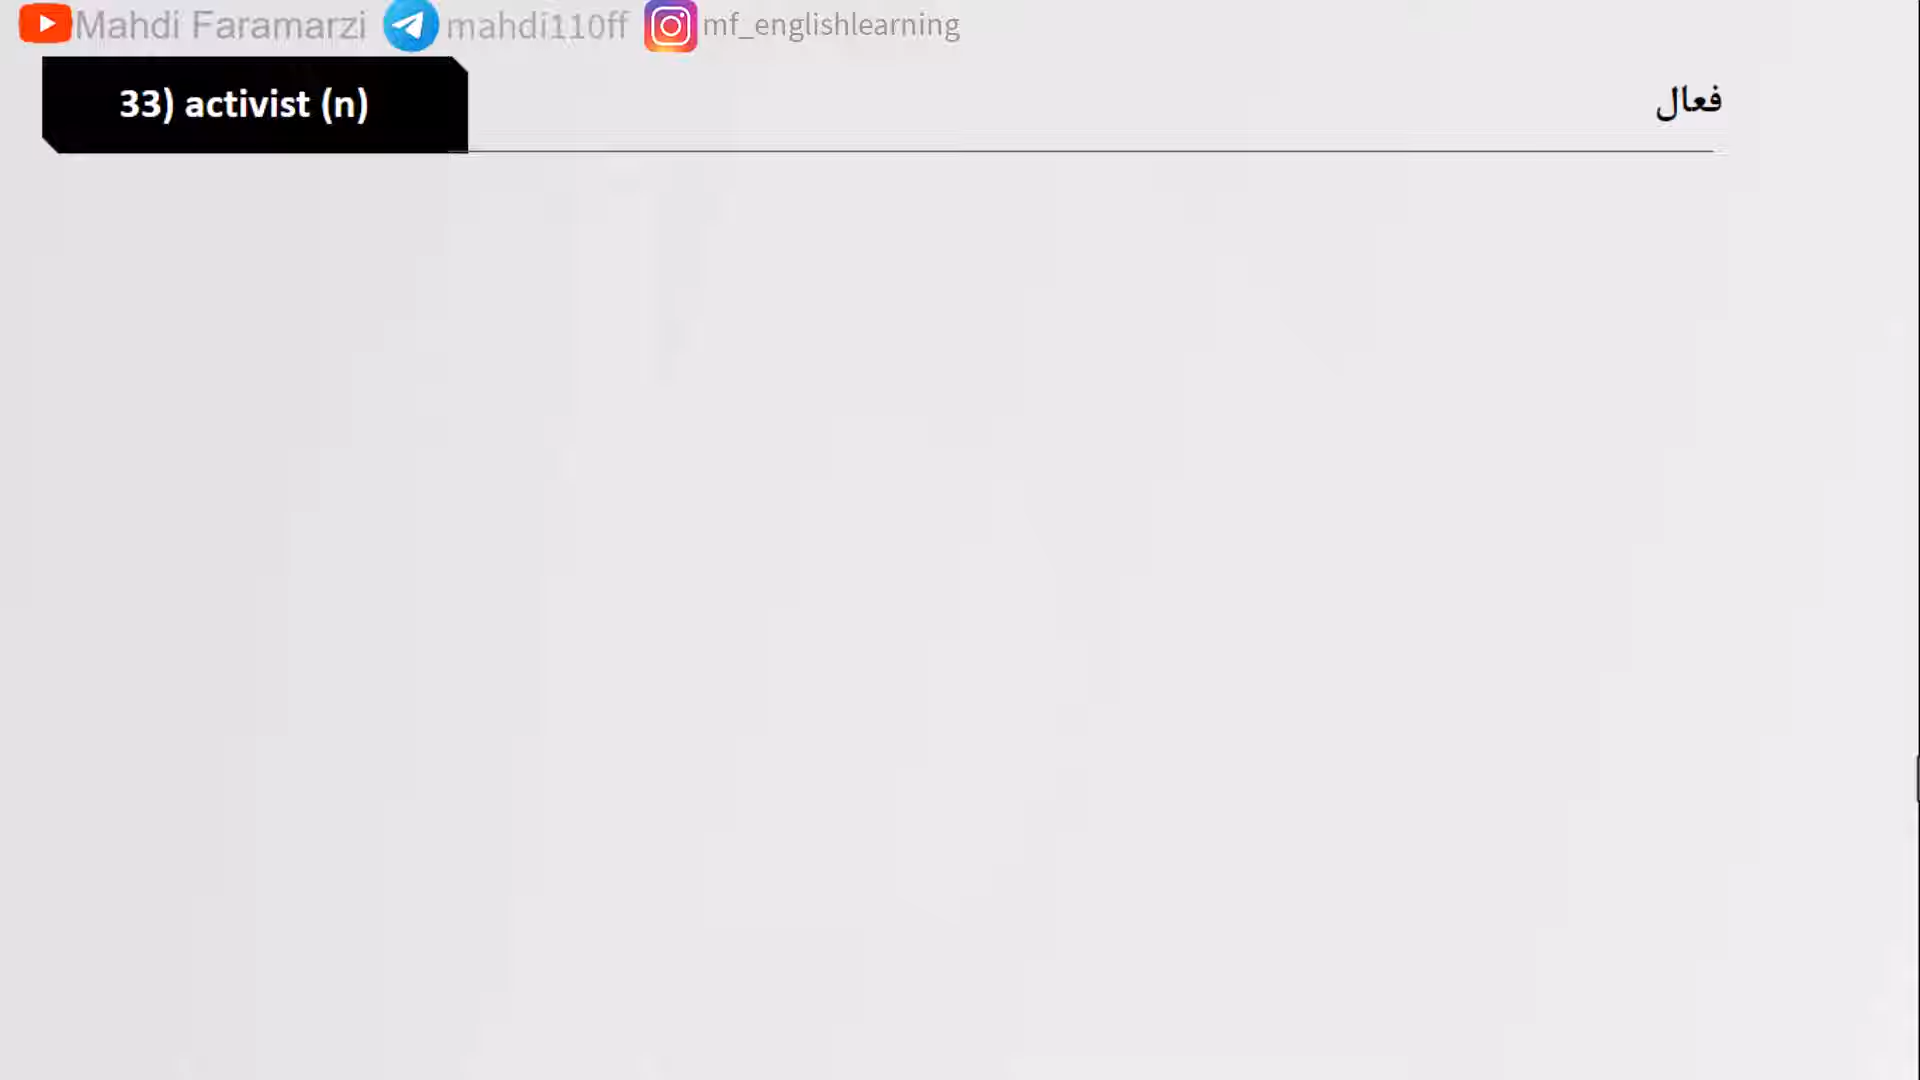 Mahdi Faramarzi mahdi110ff mf_englishlearning
33) activist (n) فعال